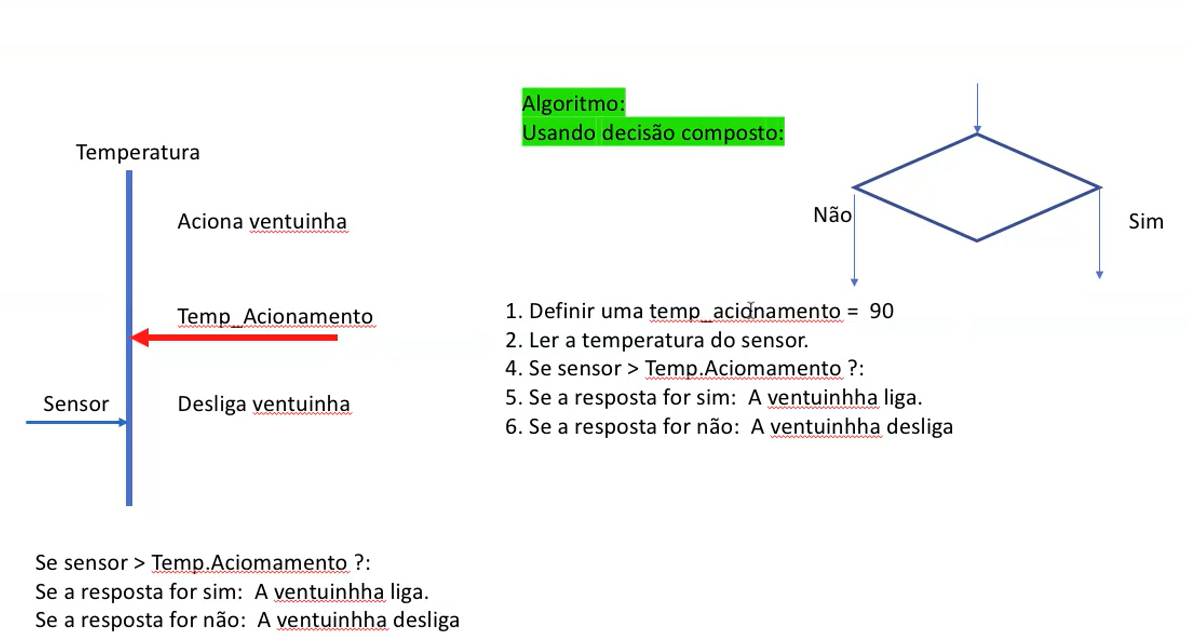 Algoritmo:
Usando decisão composto:
Temperatura
Aciona ventuinha
Temp_Acionamento
Sensor
Desliga ventuinha
Não
Sim
1. Definir uma temp_acionamento = 90
2. Ler a temperatura do sensor.
4. Se sensor > Temp.Aciomamento ?:
5. Se a resposta for sim: A ventuinhha liga.
6. Se a resposta for não: A ventuinhha desliga
Se sensor > Temp.Aciomamento ?:
Se a resposta for sim: A ventuinhha liga.
Se a resposta for não: A ventuinhha desliga